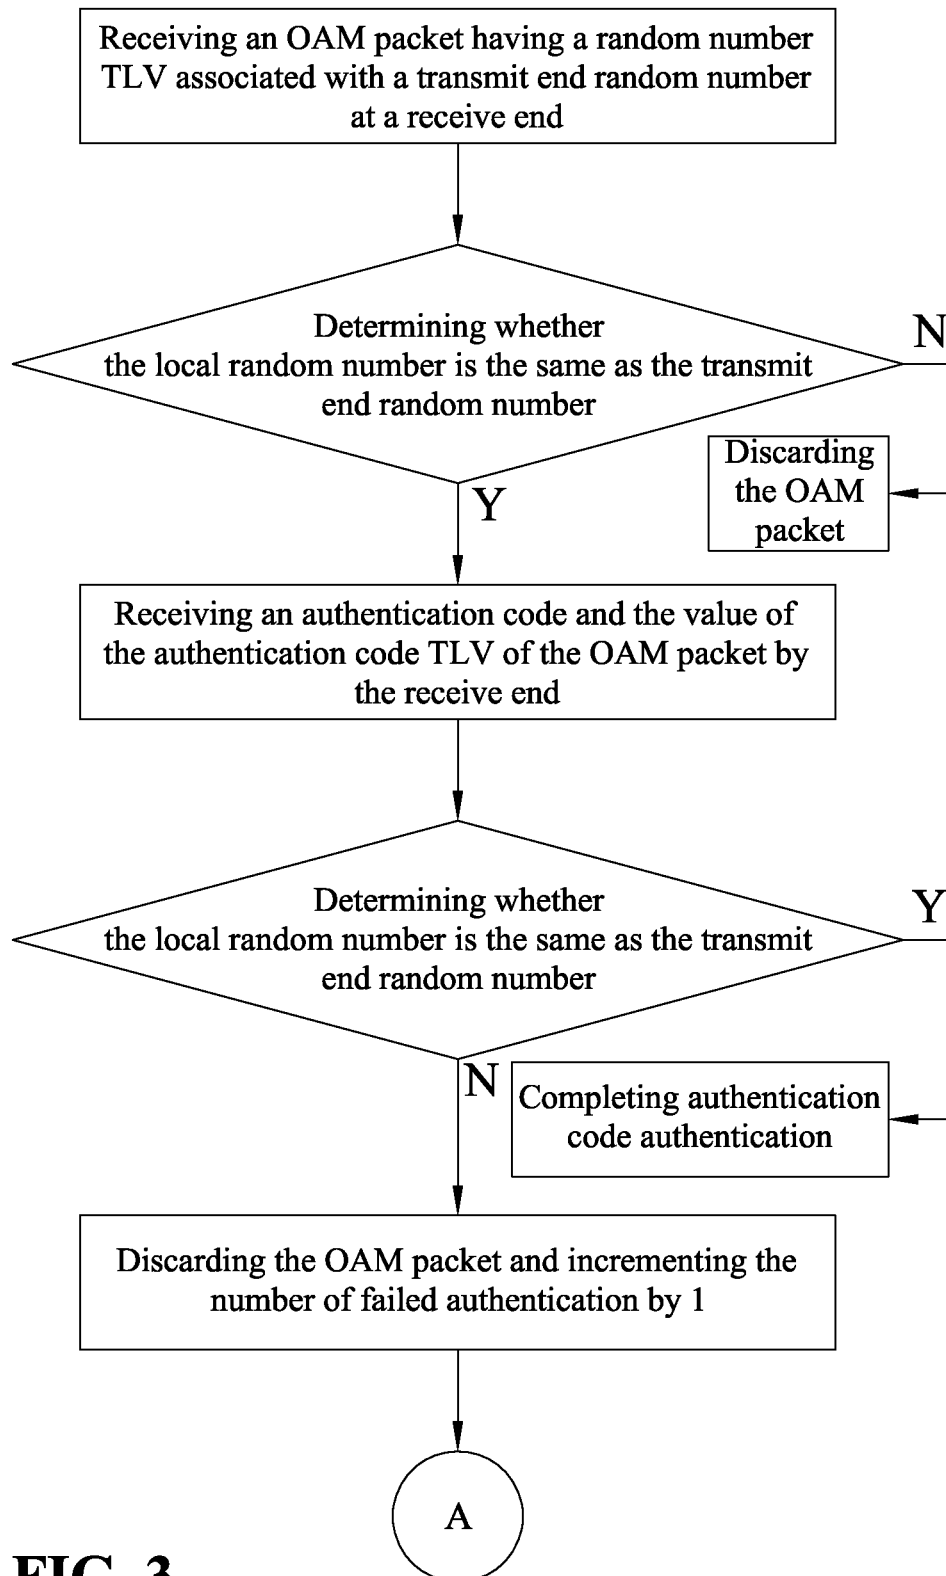 Receiving an OAM packet having a random number
TLV associated with a transmit end random number
at a receive end
Determining whether
the local random number is the same as the transmit
end random number
N
Discarding
the OAM
packet
Y
Receiving an authentication code and the value of
the authentication code TLV of the OAM packet by
the receive end
Determining whether
the local random number is the same as the transmit
end random number
Y
N
Completing authentication
code authentication
Discarding the OAM packet and incrementing the
number of failed authentication by 1
A
FIG. 3